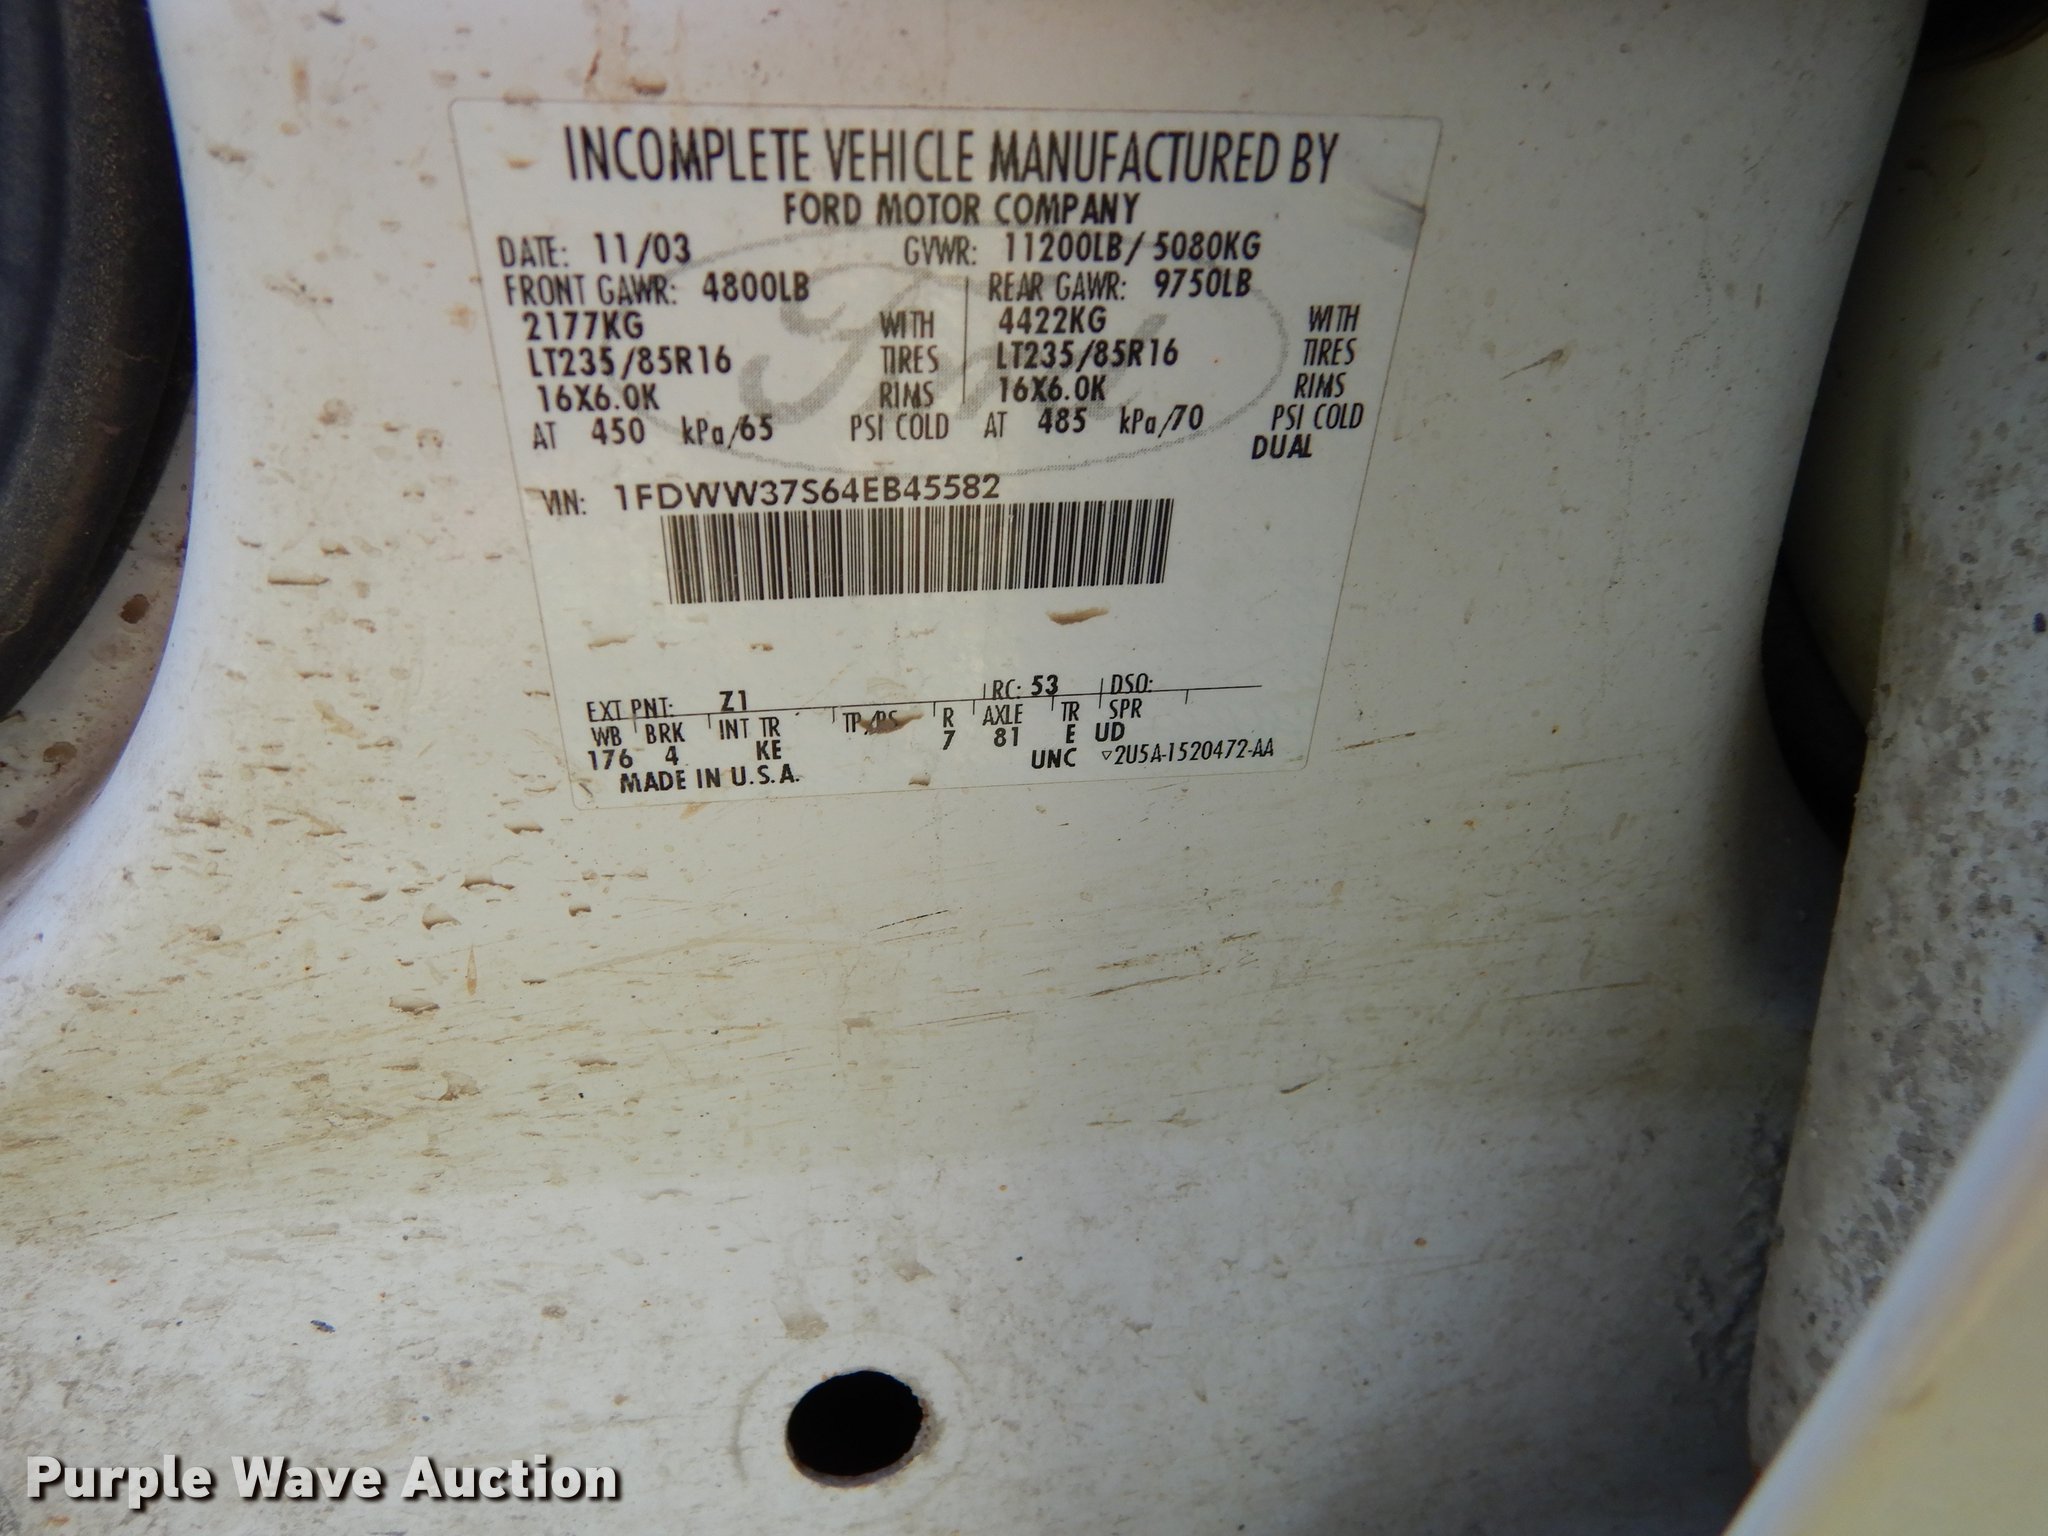 INCOMPLETE VEHICLE MANUFACTURED BY
FORD MOTOR COMPANY
DATE: 11/03 GVWR: 11200LB/5080KG
FRONT GAWR: 4800LB REAR GAWR: 9750LB
2177KG WITH 4422KG WITH
LT235/85R16 TIRES LT235/85R16 TIRES
16X6.0K RIMS 16X6.0K RIMS
AT 450 kPa/65 PSI COLD AT 485 kPa/70 PSI COLD
DUAL
Ford
VIN: 1FDWW37S64EB45582
EXT PNT: Z1 RC: 53 DSO:
WB BRK INT TR TP/PS R AXLE TR SPR
176 4 KE 7 81 E UD
MADE IN U.S.A. UNC ▽2U5A-1520472-AA
Purple Wave Auction